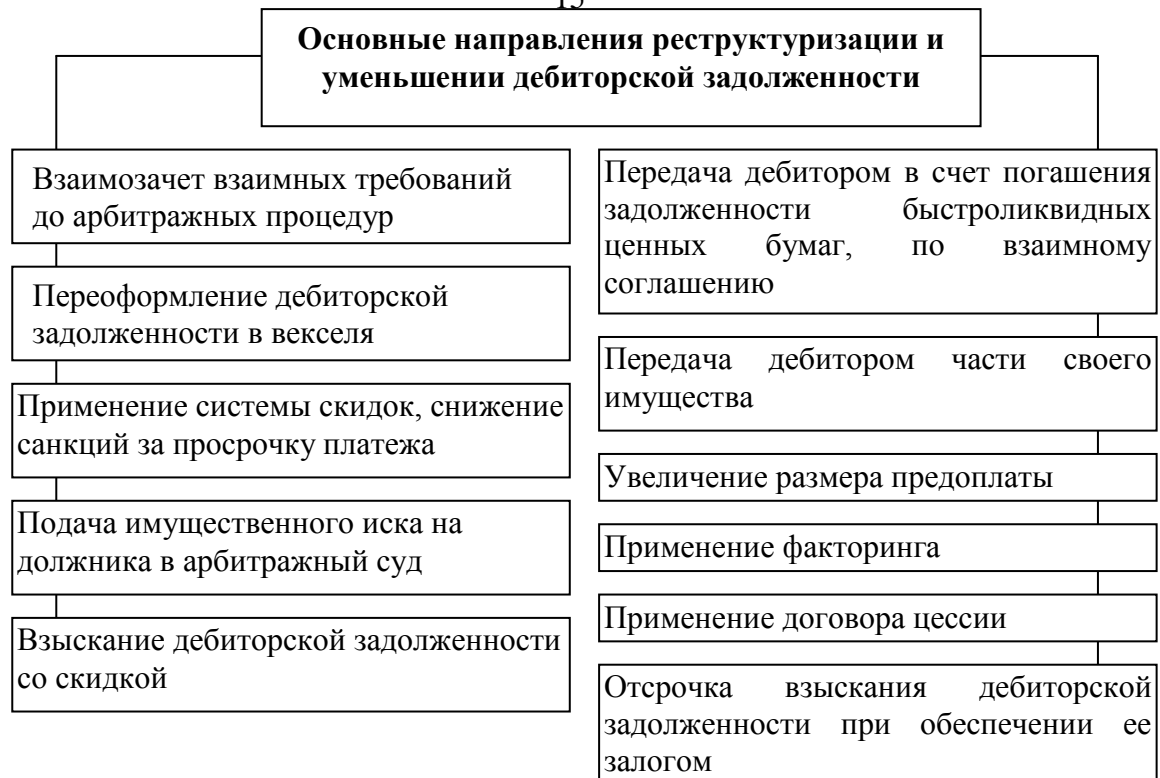 15
Основные направления реструктуризации и
уменьшении дебиторской задолженности
Взаимозачет взаимных требований
до арбитражных процедур
Переоформление дебиторской
задолженности в векселя
Применение системы скидок, снижение
санкций за просрочку платежа
Подача имущественного иска на
должника в арбитражный суд
Взыскание дебиторской задолженности
со скидкой
Передача дебитором в счет погашения
задолженности быстроликвидных
ценных бумаг, по взаимному
соглашению
Передача дебитором части своего
имущества
Увеличение размера предоплаты
Применение факторинга
Применение договора цессии
Отсрочка взыскания дебиторской
задолженности при обеспечении ее
залогом